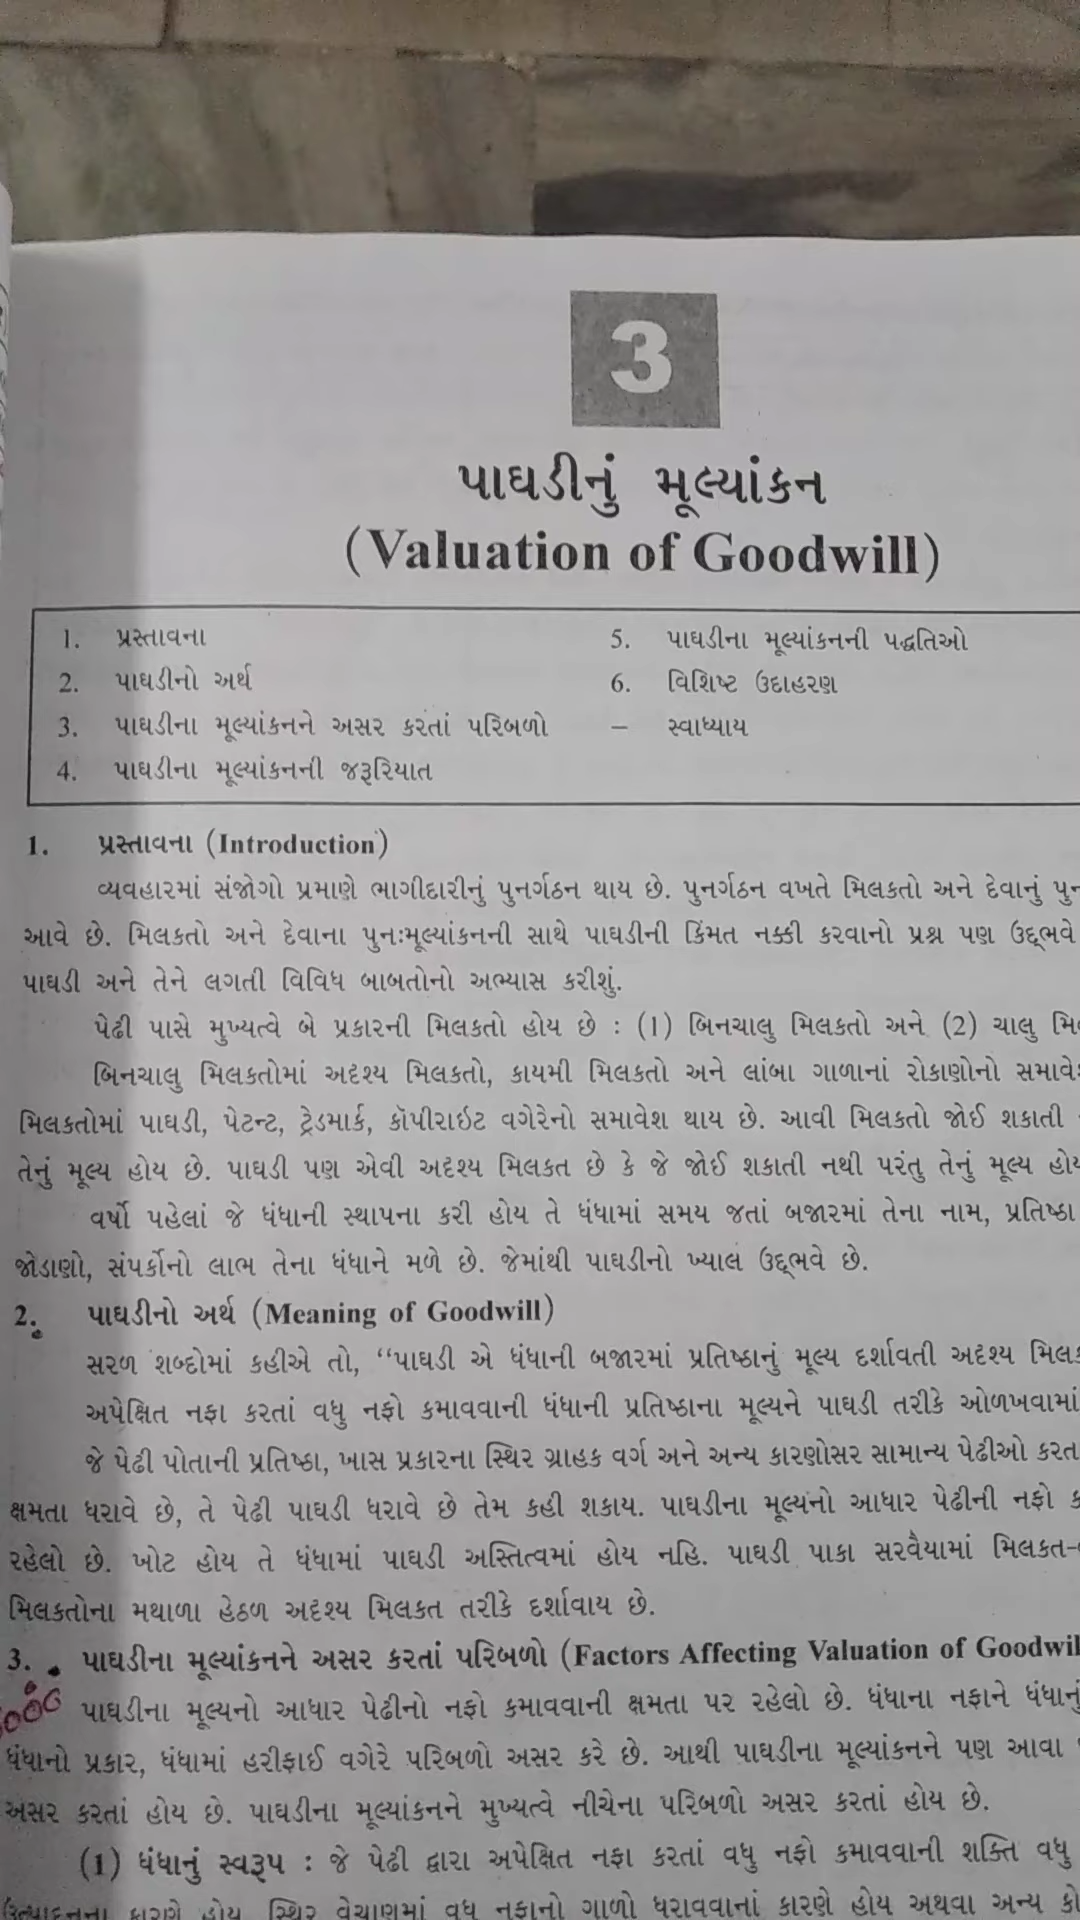 3
પાઘડીનું મૂલ્યાંકન
(Valuation of Goodwill)
1. પ્રસ્તાવના
2. પાઘડીનો અર્થ
3. પાઘડીના મૂલ્યાંકનને અસર કરતાં પરિબળો
4. પાઘડીના મૂલ્યાંકનની જરૂરિયાત
5. પાઘડીના મૂલ્યાંકનની પદ્ધતિઓ
6. વિશિષ્ટ ઉદાહરણ
– સ્વાધ્યાય
1. પ્રસ્તાવના (Introduction)
વ્યવહારમાં સંજોગો પ્રમાણે ભાગીદારીનું પુનર્ગઠન થાય છે. પુનર્ગઠન વખતે મિલકતો અને દેવાનું
આવે છે. મિલકતો અને દેવાના પુનઃમૂલ્યાંકનની સાથે પાઘડીની કિંમત નક્કી કરવાનો પ્રશ્ન પણ ઉદ્દ્ભવે
પાઘડી અને તેને લગતી વિવિધ બાબતોનો અભ્યાસ કરીશું.
પેઢી પાસે મુખ્યત્વે બે પ્રકારની મિલકતો હોય છે : (1) બિનચાલુ મિલકતો અને (2) ચાલુ
બિનચાલુ મિલકતોમાં અદૃશ્ય મિલકતો, કાયમી મિલકતો અને લાંબા ગાળાનાં રોકાણોનો
મિલકતોમાં પાઘડી, પેટન્ટ, ટ્રેડમાર્ક, કૉપીરાઇટ વગેરેનો સમાવેશ થાય છે. આવી મિલકતો જોઈ શકાતી
તેનું મૂલ્ય હોય છે. પાઘડી પણ એવી અદૃશ્ય મિલકત છે કે જે જોઈ શકાતી નથી પરંતુ તેનું મૂલ્ય
વર્ષો પહેલાં જે ધંધાની સ્થાપના કરી હોય તે ધંધામાં સમય જતાં બજારમાં તેના નામ, પ્રતિષ્ઠા
જોડાણો, સંપર્કોનો લાભ તેના ધંધાને મળે છે. જેમાંથી પાઘડીનો ખ્યાલ ઉદ્દ્ભવે છે.
2. પાઘડીનો અર્થ (Meaning of Goodwill)
સરળ શબ્દોમાં કહીએ તો, “પાઘડી એ ધંધાની બજારમાં પ્રતિષ્ઠાનું મૂલ્ય દર્શાવતી અદૃશ્ય
અપેક્ષિત નફા કરતાં વધુ નફો કમાવવાની ધંધાની પ્રતિષ્ઠાના મૂલ્યને પાઘડી તરીકે ઓળખવામાં
જે પેઢી પોતાની પ્રતિષ્ઠા, ખાસ પ્રકારના સ્થિર ગ્રાહક વર્ગ અને અન્ય કારણોસર સામાન્ય પેઢીઓ
ક્ષમતા ધરાવે છે, તે પેઢી પાઘડી ધરાવે છે તેમ કહી શકાય. પાઘડીના મૂલ્યનો આધાર પેઢીની નફો
રહેલો છે. ખોટ હોય તે ધંધામાં પાઘડી અસ્તિત્વમાં હોય નહિ. પાઘડી પાકા સરવૈયામાં મિલકત-
મિલકતોના મથાળા હેઠળ અદૃશ્ય મિલકત તરીકે દર્શાવાય છે.
3. પાઘડીના મૂલ્યાંકનને અસર કરતાં પરિબળો (Factors Affecting Valuation of
પાઘડીના મૂલ્યનો આધાર પેઢીનો નફો કમાવવાની ક્ષમતા પર રહેલો છે. ધંધાના નફાને
ધંધાનો પ્રકાર, ધંધામાં હરીફાઈ વગેરે પરિબળો અસર કરે છે. આથી પાઘડીના મૂલ્યાંકનને પણ આવા
અસર કરતાં હોય છે. પાઘડીના મૂલ્યાંકનને મુખ્યત્વે નીચેના પરિબળો અસર કરતાં હોય છે.
(1) ધંધાનું સ્વરૂપ : જે પેઢી દ્વારા અપેક્ષિત નફા કરતાં વધુ નફો કમાવવાની શક્તિ વધુ
હોય, સ્થિર વેચાણમાં વધુ નફાનો ગાળો ધરાવવાનાં કારણે હોય અથવા અન્ય